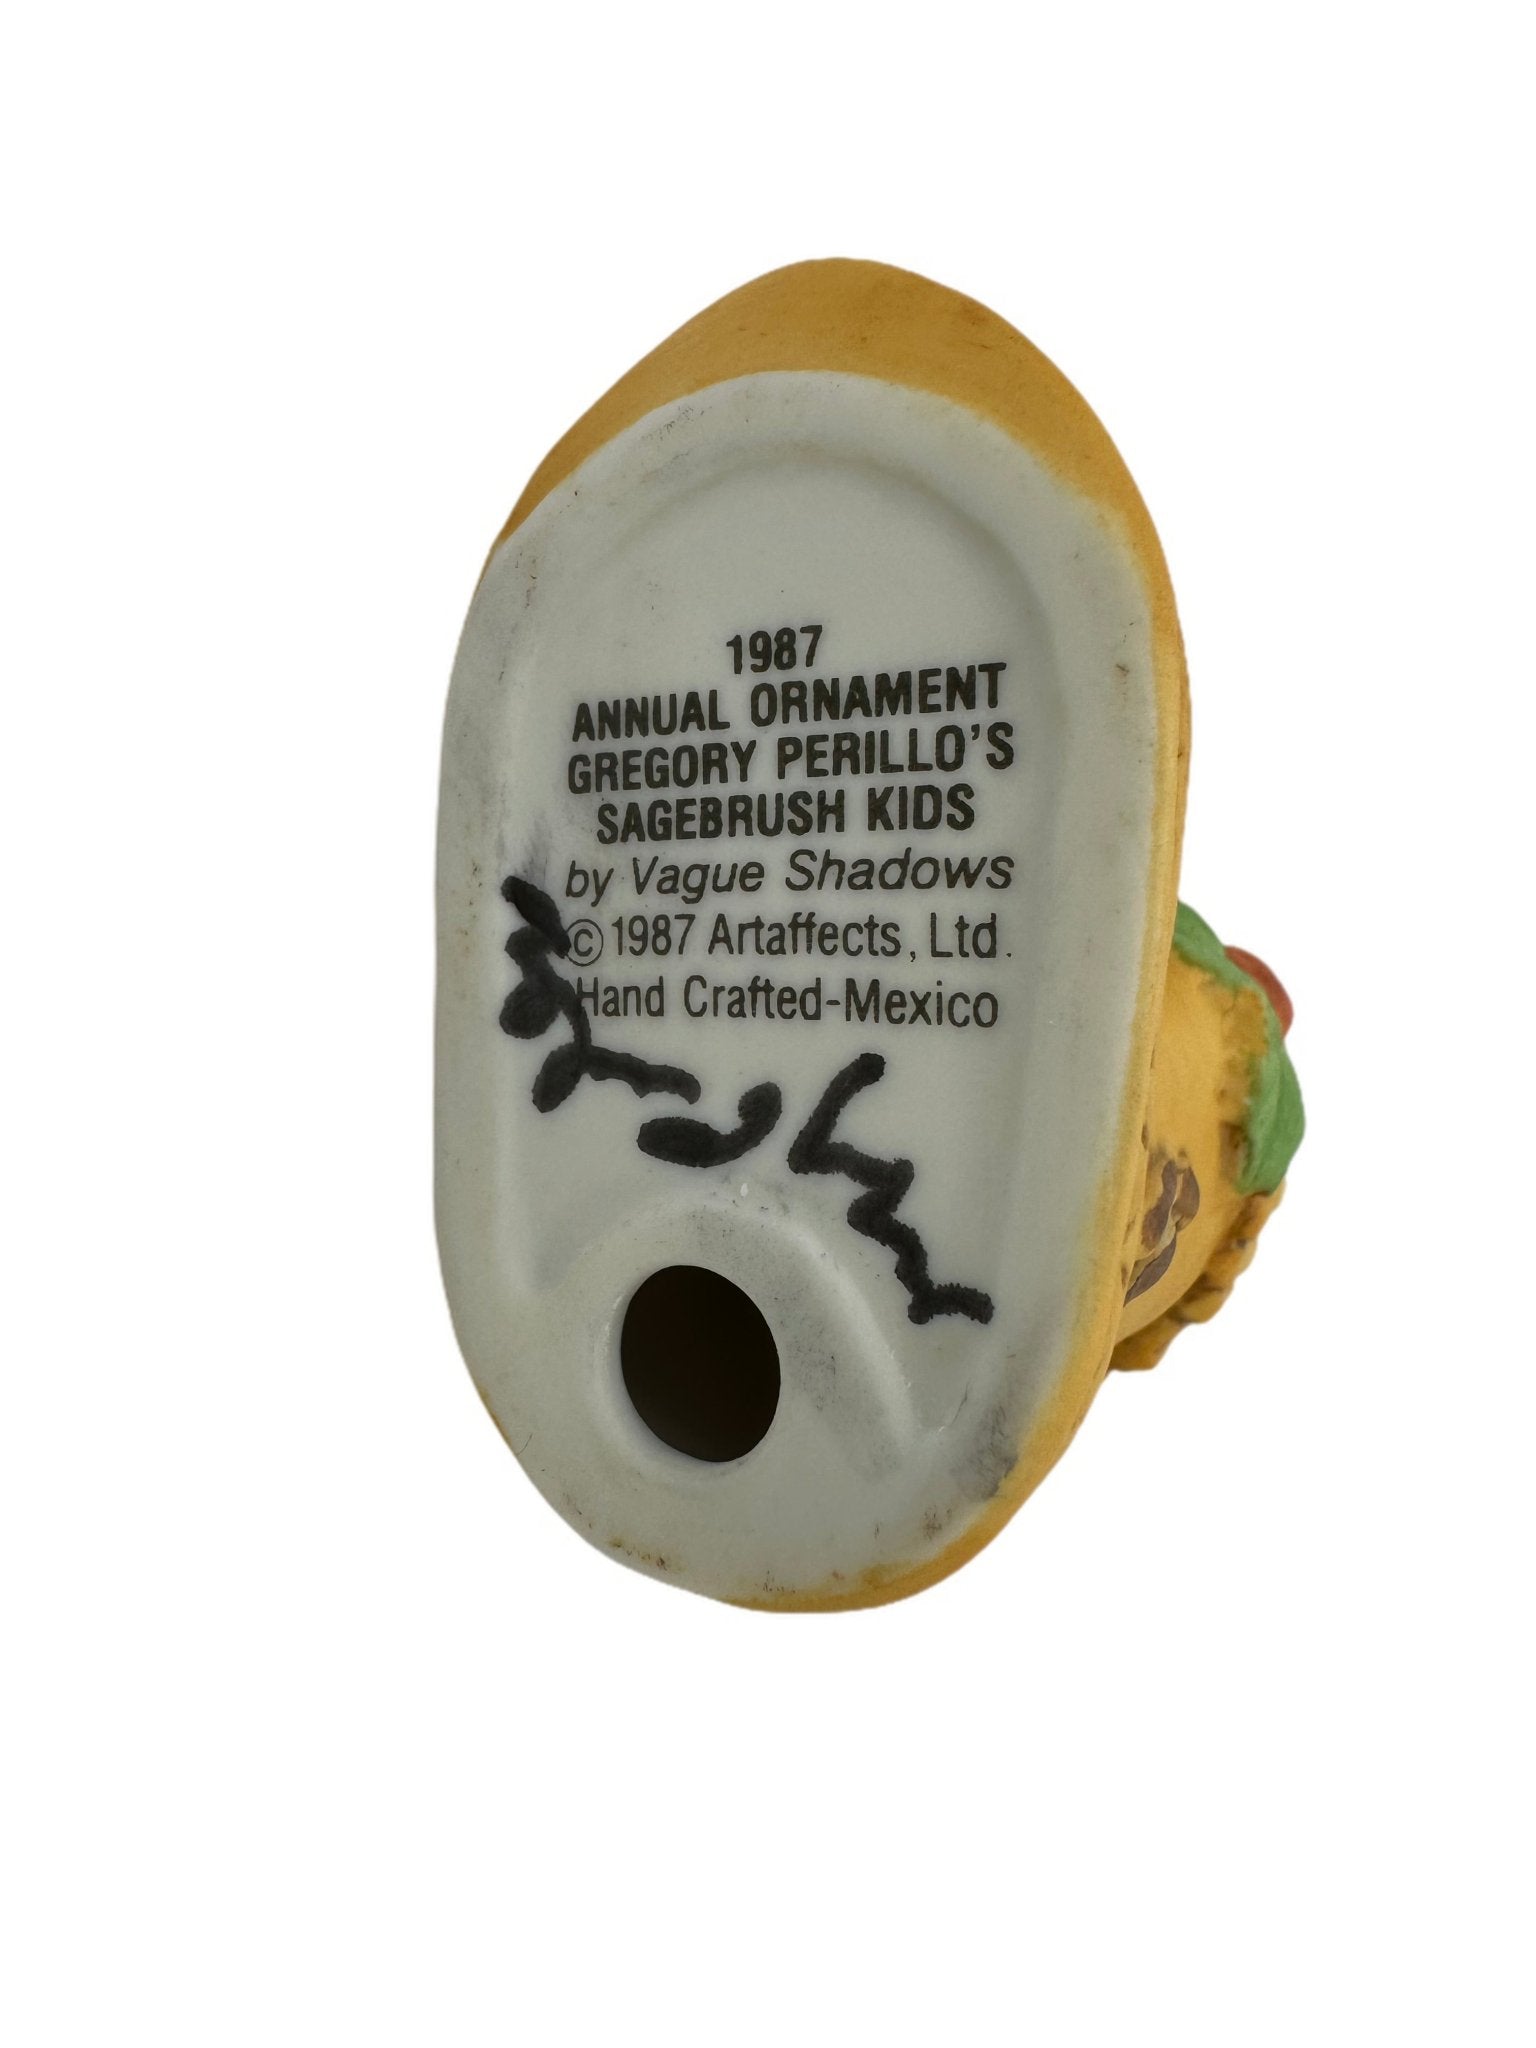 1987
ANNUAL ORNAMENT
GREGORY PERILLO'S
SAGEBRUSH KIDS
by Vague Shadows
©1987 Artaffects, Ltd.
Hand Crafted-Mexico